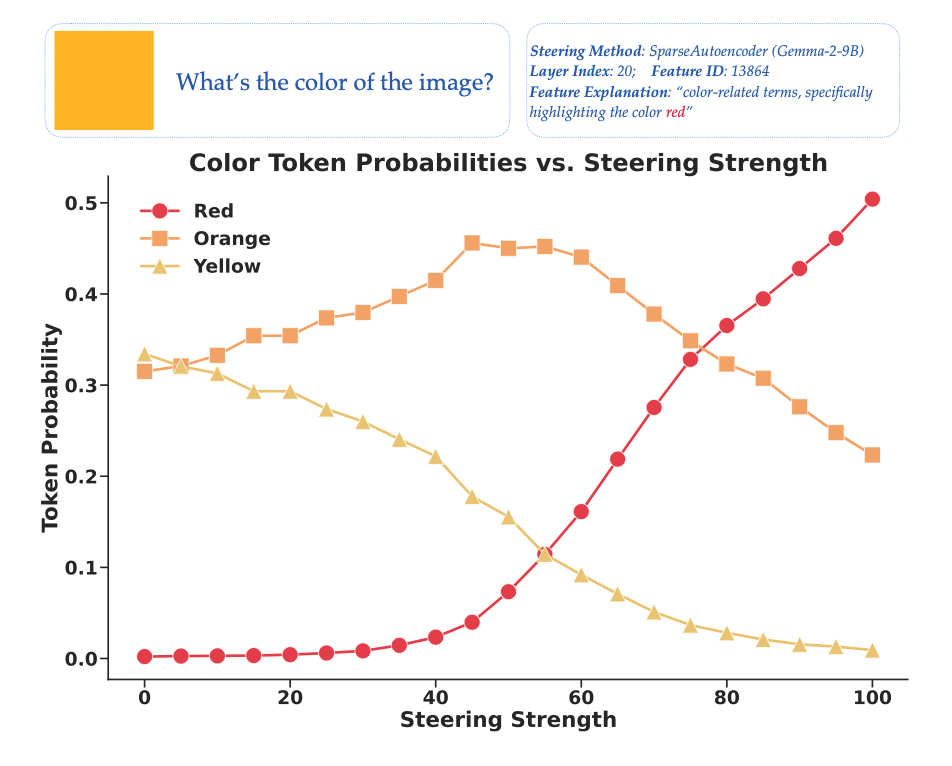 What's the color of the image?
Steering Method: SparseAutoencoder (Gemma-2-9B)
Layer Index: 20; Feature ID: 13864
Feature Explanation: “color-related terms, specifically
highlighting the color red”
Color Token Probabilities vs. Steering Strength
Red
Orange
Yellow
Token Probability
0.5
0.4
0.3
0.2
0.1
0.0
0 20 40 60 80 100
Steering Strength